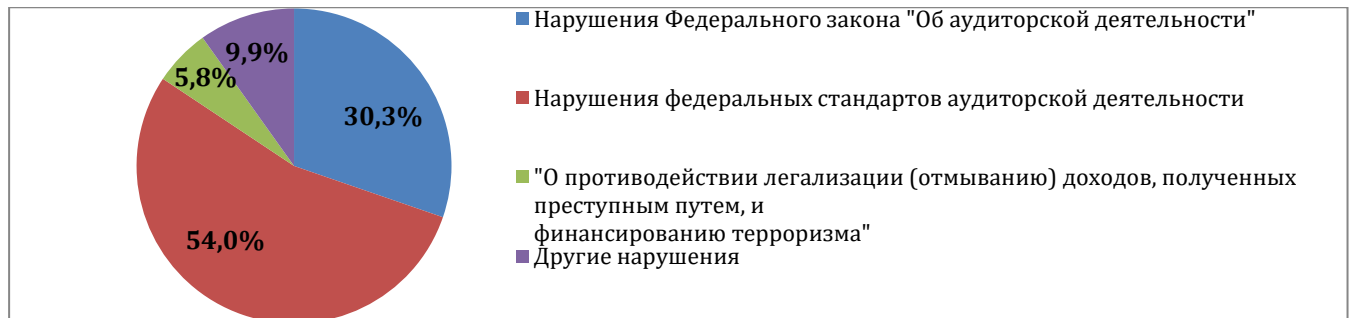 Нарушения Федерального закона "Об аудиторской деятельности"
9,9%
5,8%
30,3%
54,0%
Нарушения федеральных стандартов аудиторской деятельности
"О противодействии легализации (отмыванию) доходов, полученных
преступным путем, и
финансированию терроризма"
Другие нарушения